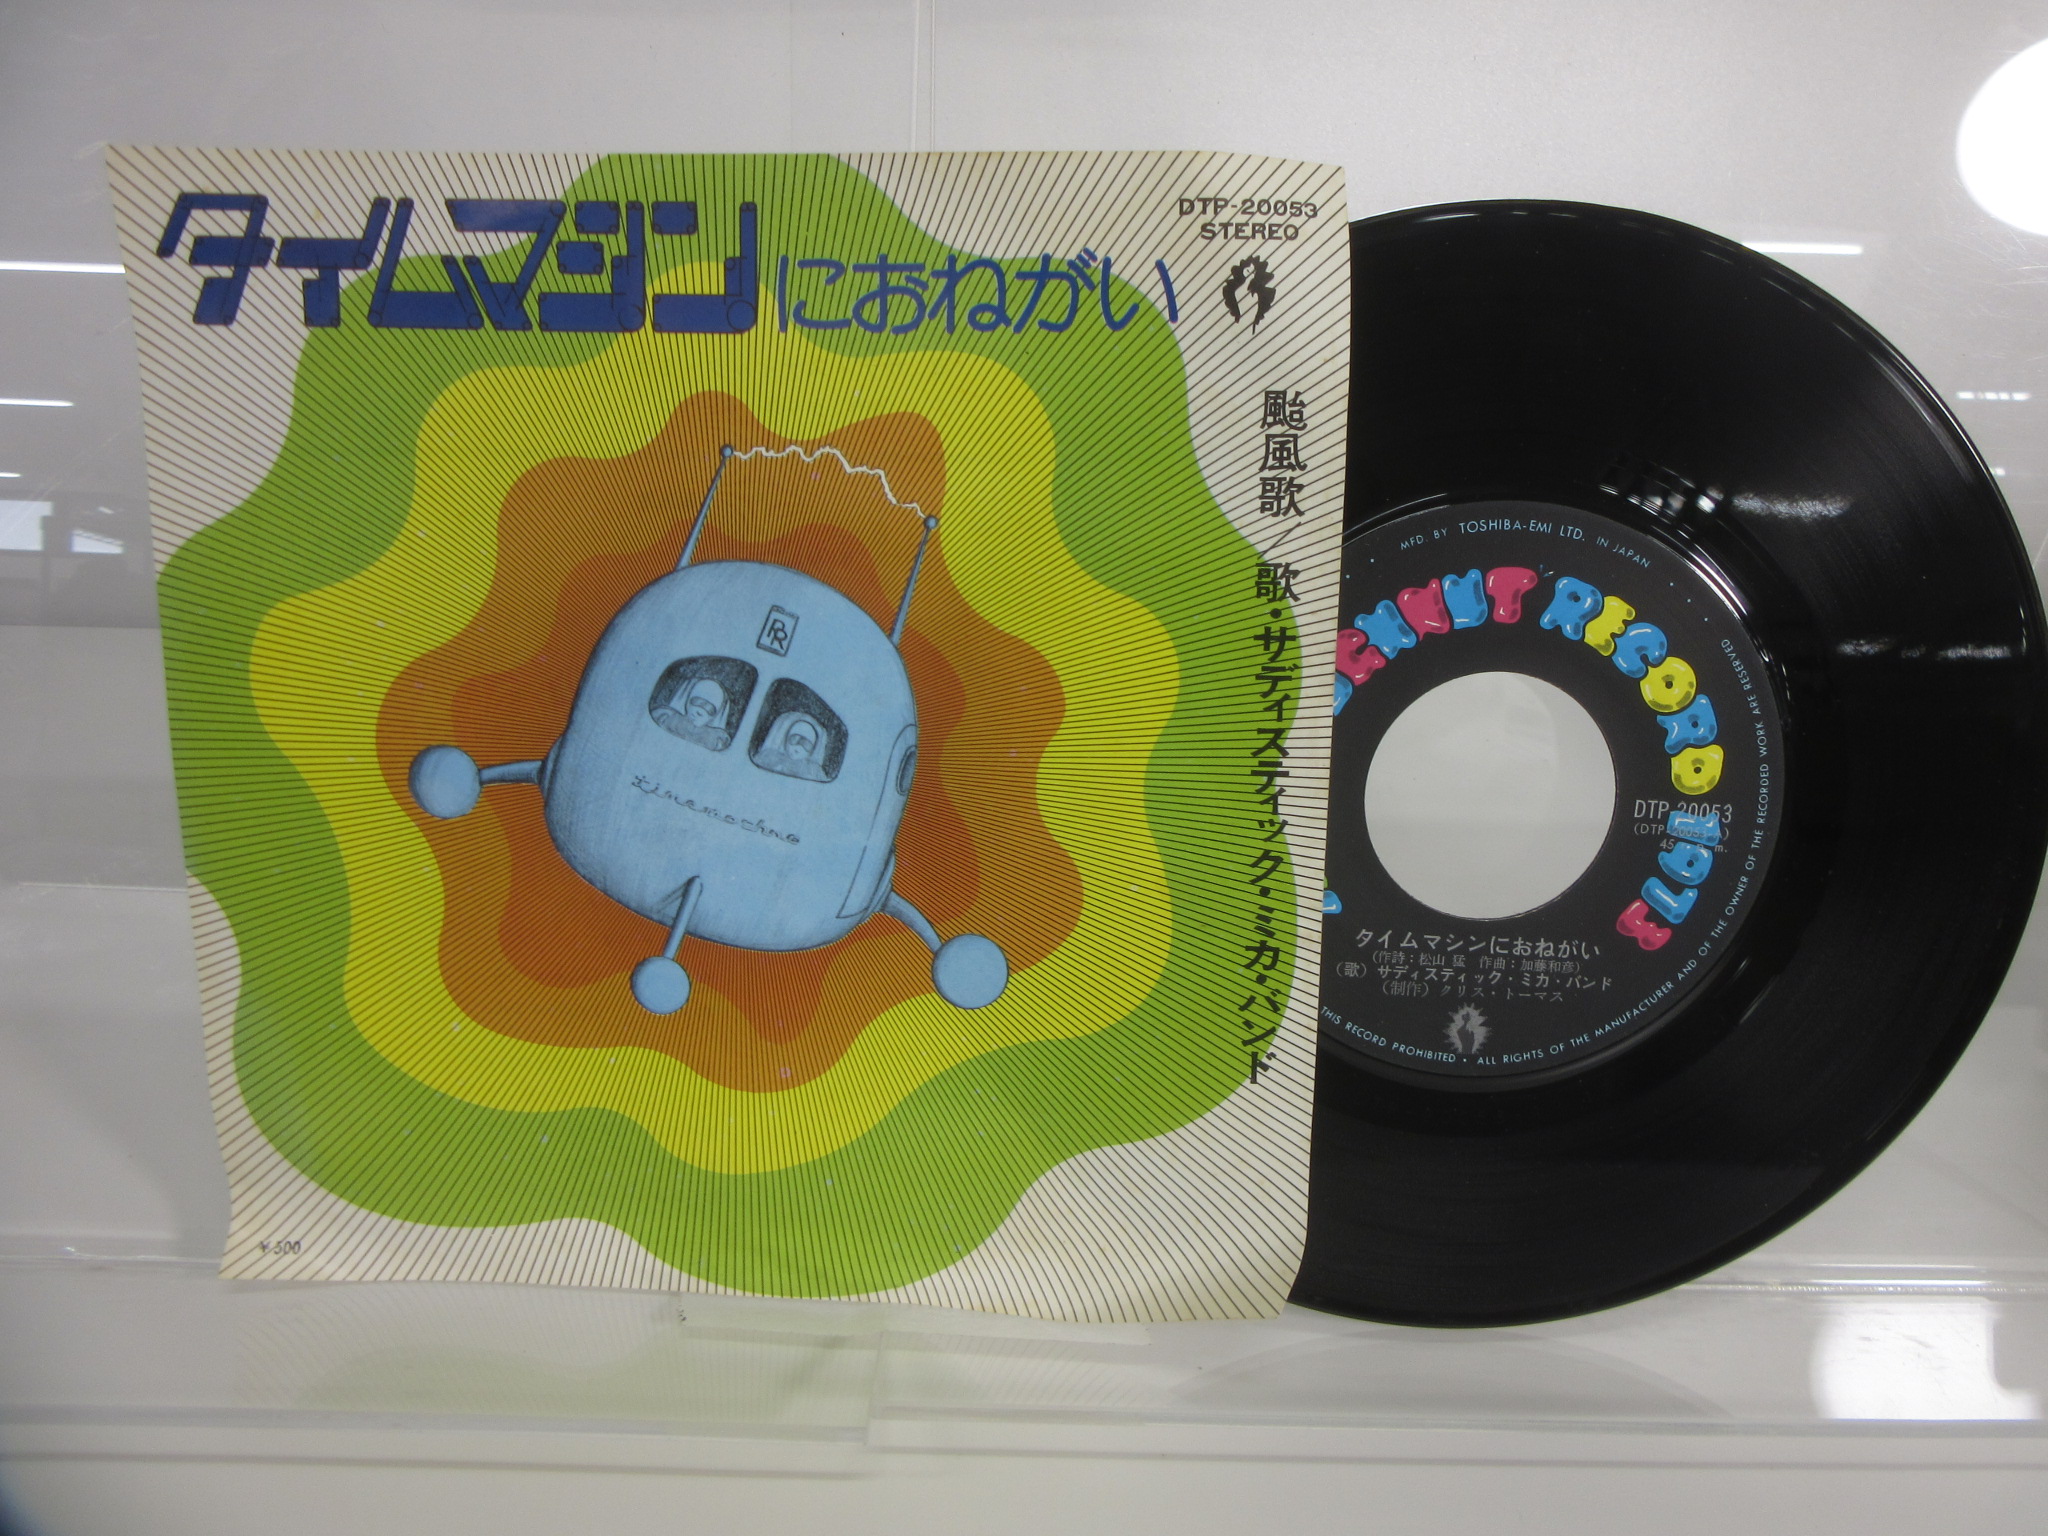 タイムマシンにおねがい
DTP-20053
STEREO
颱風歌／歌・サディスティック・ミカ・バンド
RR
timemachne
¥500
MFD. BY TOSHIBA-EMI LTD. IN JAPAN
RECORD
DTP-20053
タイムマシンにおねがい
(作詩：松山 猛 作曲：加藤和彦)
(歌) サディスティック・ミカ・バンド
(制作) クリス・トーマス
THIS RECORD PROHIBITED • ALL RIGHTS OF THE MANUFACTURER AND OF THE OWNER OF THE RECORDED WORK ARE RESERVED